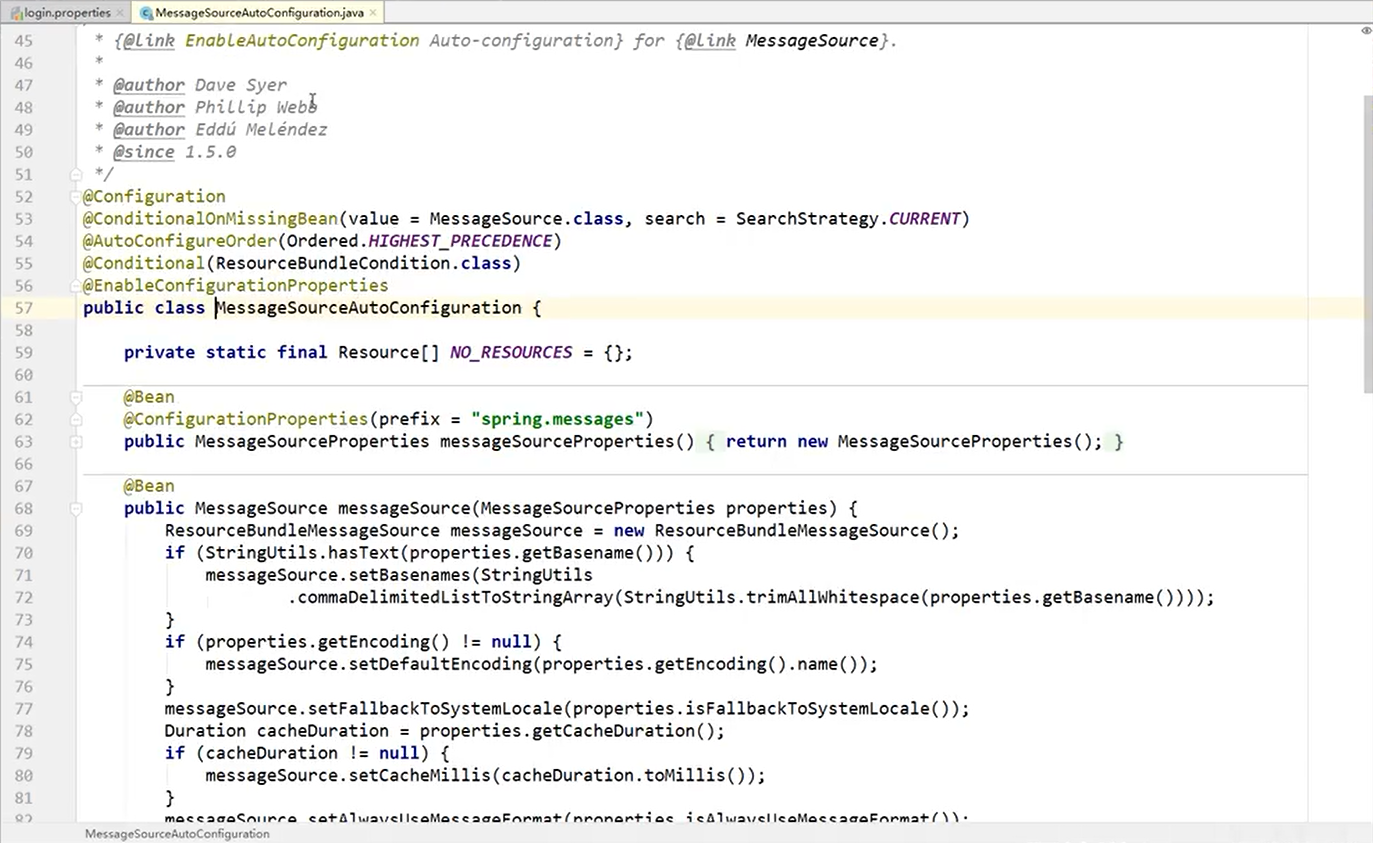 login.properties MessageSourceAutoConfiguration.java
45 * {@link EnableAutoConfiguration Auto-configuration} for {@link MessageSource}.
46 *
47 * @author Dave Syer
48 * @author Phillip Webb
49 * @author Eddú Meléndez
50 * @since 1.5.0
51 */
52 @Configuration
53 @ConditionalOnMissingBean(value = MessageSource.class, search = SearchStrategy.CURRENT)
54 @AutoConfigureOrder(Ordered.HIGHEST_PRECEDENCE)
55 @Conditional(ResourceBundleCondition.class)
56 @EnableConfigurationProperties
57 public class MessageSourceAutoConfiguration {
58
59 private static final Resource[] NO_RESOURCES = {};
60
61 @Bean
62 @ConfigurationProperties(prefix = "spring.messages")
63 public MessageSourceProperties messageSourceProperties() { return new MessageSourceProperties(); }
66
67 @Bean
68 public MessageSource messageSource(MessageSourceProperties properties) {
69 ResourceBundleMessageSource messageSource = new ResourceBundleMessageSource();
70 if (StringUtils.hasText(properties.getBasename())) {
71 messageSource.setBasenames(StringUtils
72 .commaDelimitedListToStringArray(StringUtils.trimAllWhitespace(properties.getBasename())));
73 }
74 if (properties.getEncoding() != null) {
75 messageSource.setDefaultEncoding(properties.getEncoding().name());
76 }
77 messageSource.setFallbackToSystemLocale(properties.isFallbackToSystemLocale());
78 Duration cacheDuration = properties.getCacheDuration();
79 if (cacheDuration != null) {
80 messageSource.setCacheMillis(cacheDuration.toMillis());
81 }
82 messageSource.setAlwaysUseMessageFormat(properties.isAlwaysUseMessageFormat());
MessageSourceAutoConfiguration